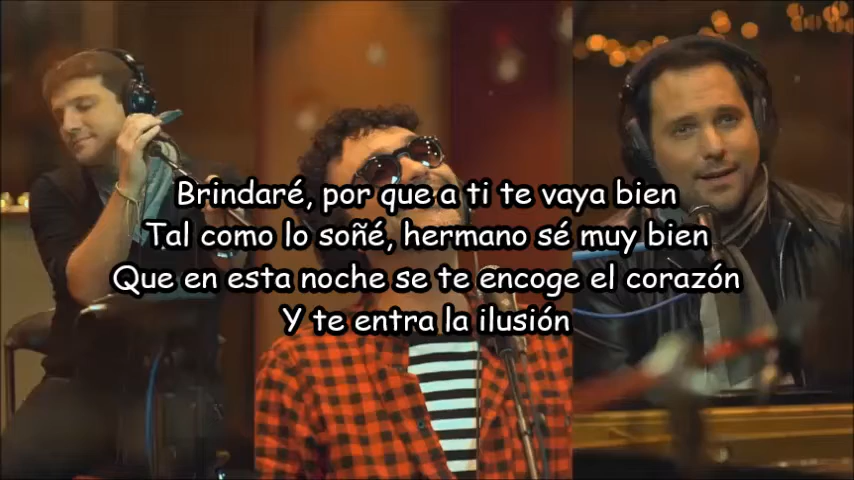 Brindaré, por que a ti te vaya bien
Tal como lo soñé, hermano sé muy bien
Que en esta noche se te encoge el corazón
Y te entra la ilusión